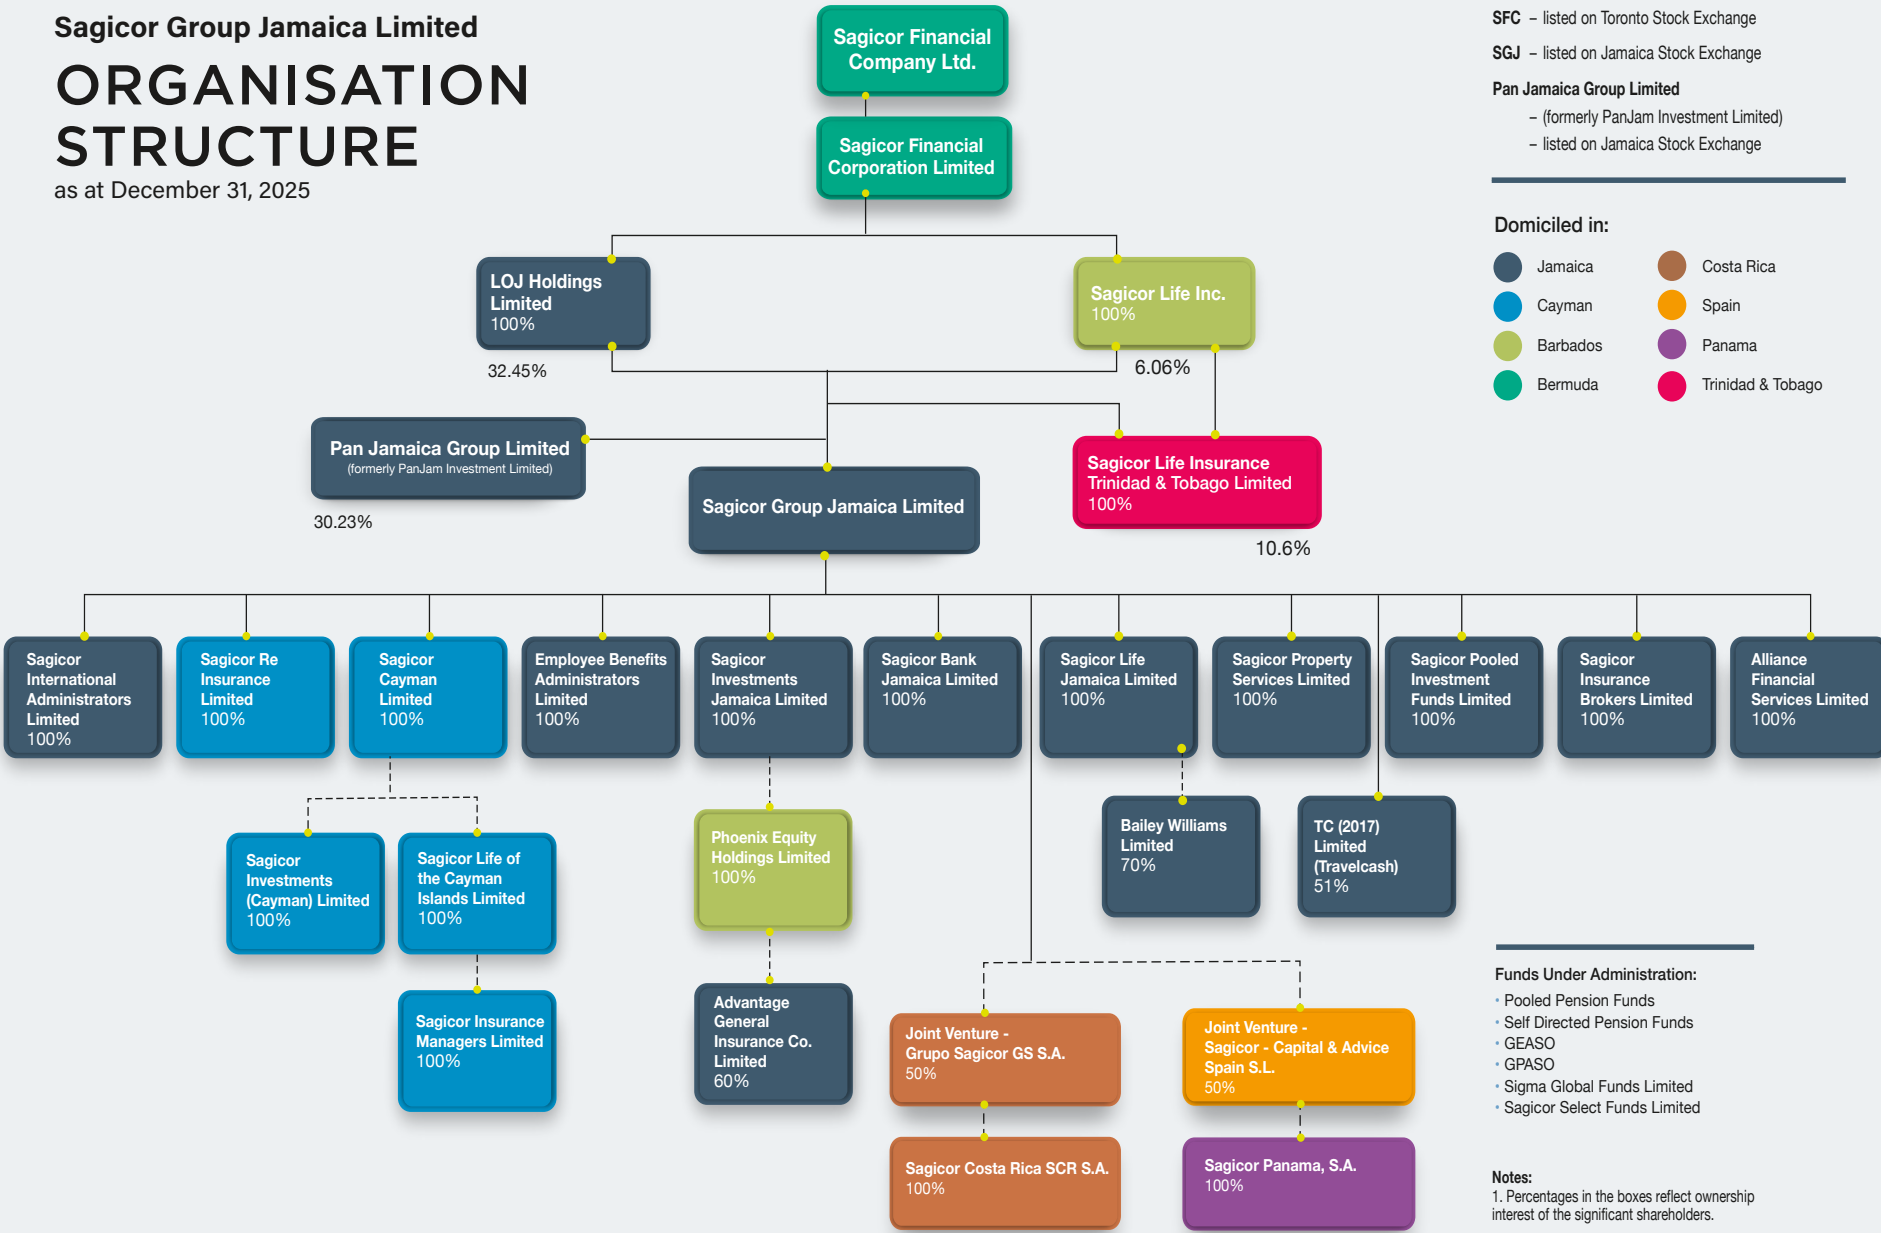 Sagicor Group Jamaica Limited
ORGANISATION
STRUCTURE
as at December 31, 2025
Sagicor Financial
Company Ltd.
Sagicor Financial
Corporation Limited
SFC – listed on Toronto Stock Exchange
SGJ – listed on Jamaica Stock Exchange
Pan Jamaica Group Limited
– (formerly PanJam Investment Limited)
– listed on Jamaica Stock Exchange
Domiciled in:
Jamaica
Costa Rica
Cayman
Spain
Barbados
Panama
Bermuda
Trinidad & Tobago
LOJ Holdings
Limited
100%
32.45%
Sagicor Life Inc.
100%
6.06%
Pan Jamaica Group Limited
(formerly PanJam Investment Limited)
30.23%
Sagicor Group Jamaica Limited
Sagicor Life Insurance
Trinidad & Tobago Limited
100%
10.6%
Sagicor
International
Administrators
Limited
100%
Sagicor Re
Insurance
Limited
100%
Sagicor
Cayman
Limited
100%
Employee Benefits
Administrators
Limited
100%
Sagicor
Investments
Jamaica Limited
100%
Sagicor Bank
Jamaica Limited
100%
Sagicor Life
Jamaica Limited
100%
Sagicor Property
Services Limited
100%
Sagicor Pooled
Investment
Funds Limited
100%
Sagicor
Insurance
Brokers Limited
100%
Alliance
Financial
Services Limited
100%
Sagicor
Investments
(Cayman) Limited
100%
Sagicor Life of
the Cayman
Islands Limited
100%
Sagicor Insurance
Managers Limited
100%
Phoenix Equity
Holdings Limited
100%
Advantage
General
Insurance Co.
Limited
60%
Bailey Williams
Limited
70%
TC (2017)
Limited
(Travelcash)
51%
Joint Venture -
Grupo Sagicor GS S.A.
50%
Sagicor Costa Rica SCR S.A.
100%
Joint Venture -
Sagicor - Capital & Advice
Spain S.L.
50%
Sagicor Panama, S.A.
100%
Funds Under Administration:
• Pooled Pension Funds
• Self Directed Pension Funds
• GEASO
• GPASO
• Sigma Global Funds Limited
• Sagicor Select Funds Limited
Notes:
1. Percentages in the boxes reflect ownership
interest of the significant shareholders.